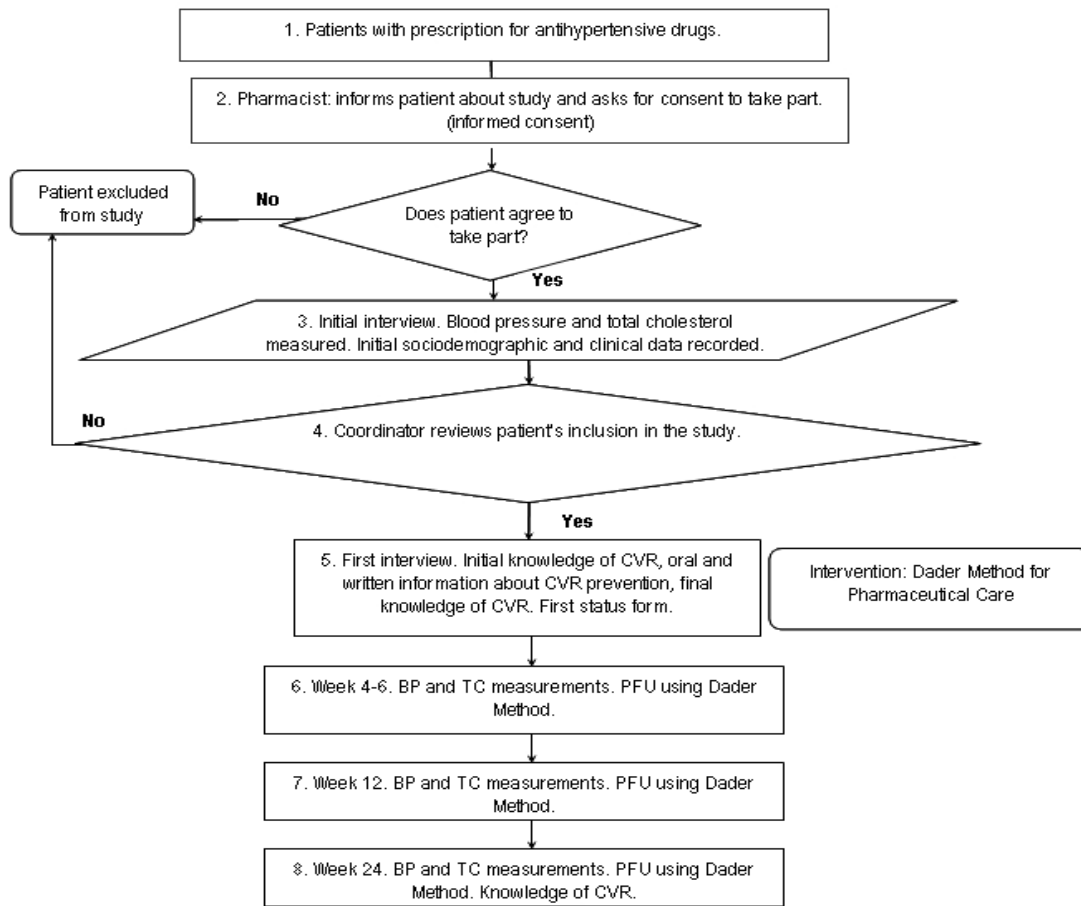 1. Patients with prescription for antihypertensive drugs.
2. Pharmacist: informs patient about study and asks for consent to take part.
(informed consent)
Patient excluded
from study
No
Does patient agree to
take part?
Yes
3. Initial interview. Blood pressure and total cholesterol
measured. Initial sociodemographic and clinical data recorded.
No
4. Coordinator reviews patient's inclusion in the study.
Yes
5. First interview. Initial knowledge of CVR, oral and
written information about CVR prevention, final
knowledge of CVR. First status form.
Intervention: Dader Method for
Pharmaceutical Care
6. Week 4-6. BP and TC measurements. PFU using Dader
Method.
7. Week 12. BP and TC measurements. PFU using Dader
Method.
8. Week 24. BP and TC measurements. PFU using Dader
Method. Knowledge of CVR.